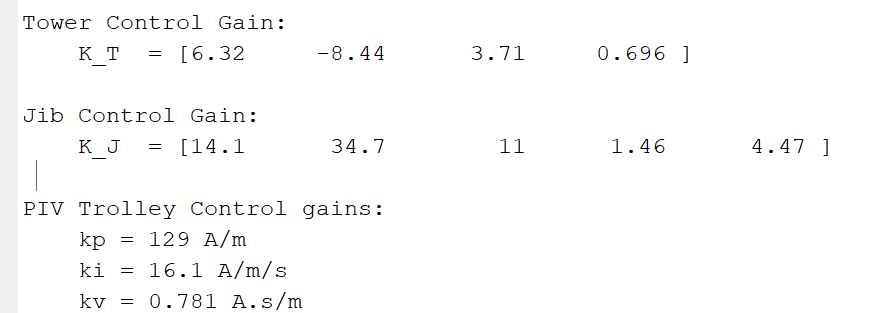 Tower Control Gain:
K_T = [6.32 -8.44 3.71 0.696 ]
Jib Control Gain:
K_J = [14.1 34.7 11 1.46 4.47 ]
PIV Trolley Control gains:
kp = 129 A/m
ki = 16.1 A/m/s
kv = 0.781 A.s/m